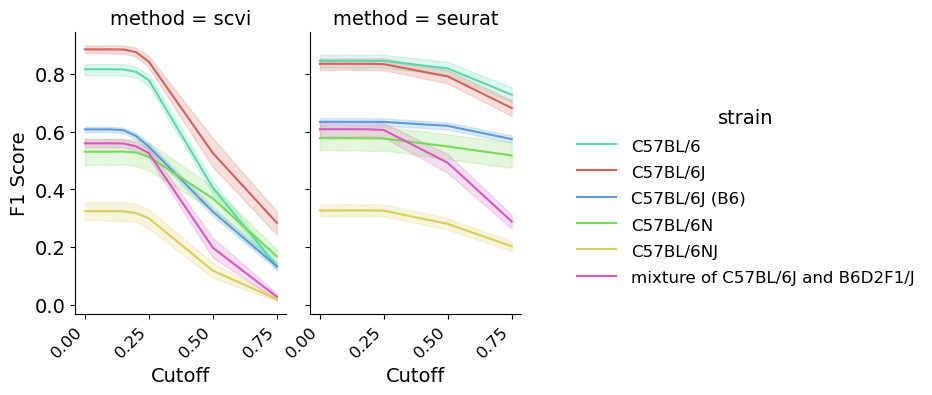 method = scvi
method = seurat
F1 Score
0.8
0.6
0.4
0.2
0.0
0.00
0.25
0.50
0.75
0.00
0.25
0.50
0.75
Cutoff
Cutoff
strain
C57BL/6
C57BL/6J
C57BL/6J (B6)
C57BL/6N
C57BL/6NJ
mixture of C57BL/6J and B6D2F1/J